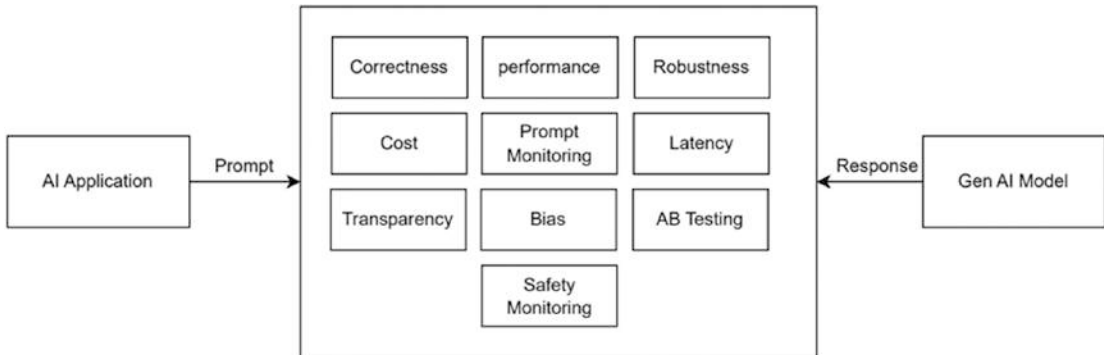 Correctness
performance
Robustness
Cost
Prompt
Monitoring
Latency
AI Application
Prompt
Response
Gen AI Model
Transparency
Bias
AB Testing
Safety
Monitoring